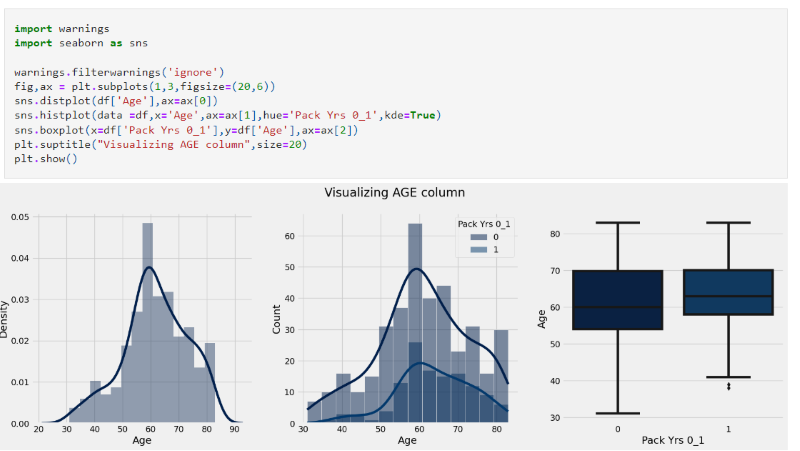 import warnings
import seaborn as sns
warnings.filterwarnings('ignore')
fig,ax = plt.subplots(1,3,figsize=(20,6))
sns.distplot(df['Age'],ax=ax[0])
sns.histplot(data =df,x='Age',ax=ax[1],hue='Pack Yrs 0_1',kde=True)
sns.boxplot(x=df['Pack Yrs 0_1'],y=df['Age'],ax=ax[2])
plt.suptitle("Visualizing AGE column",size=20)
plt.show()
Visualizing AGE column
Density
0.05
0.04
0.03
0.02
0.01
0.00
20 30 40 50 60 70 80 90
Age
Count
60
50
40
30
20
10
0
Pack Yrs 0_1
0
1
30 40 50 60 70 80
Age
Age
80
70
60
50
40
30
0 1
Pack Yrs 0_1